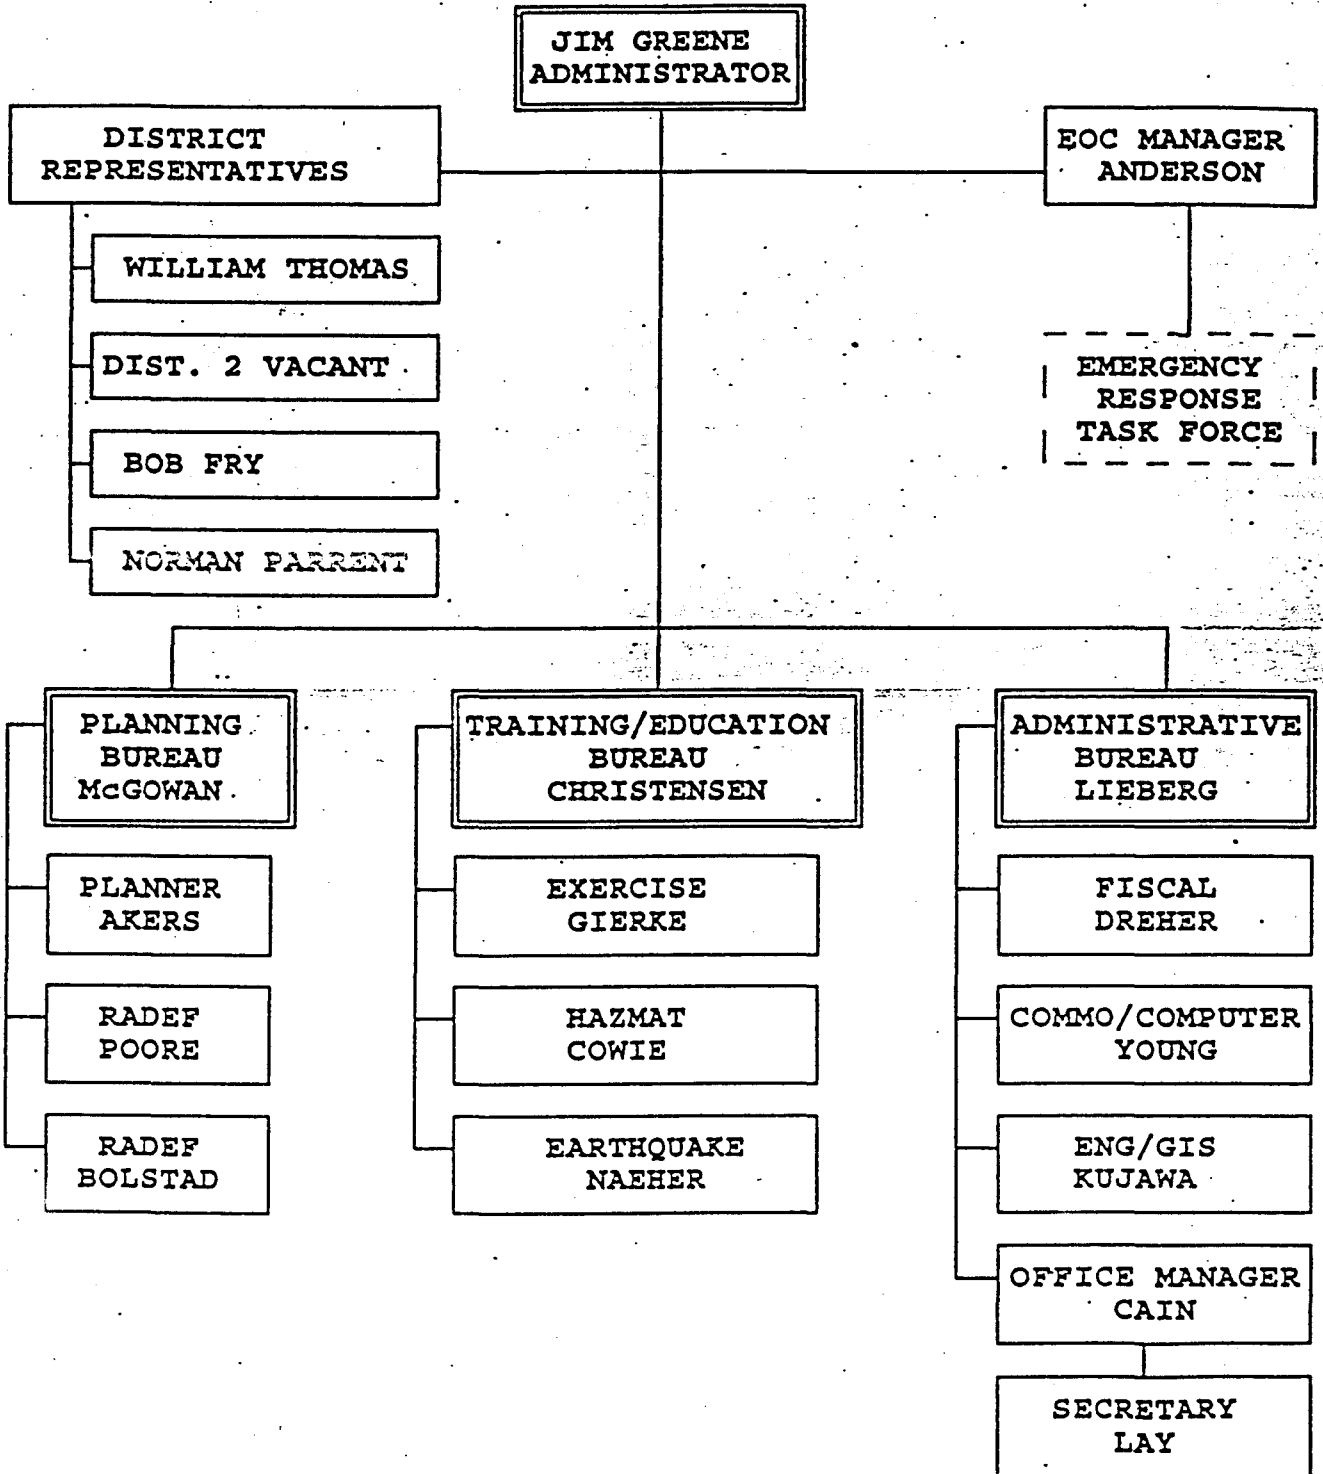 JIM GREENE
ADMINISTRATOR
DISTRICT
REPRESENTATIVES
EOC MANAGER
ANDERSON
WILLIAM THOMAS
DIST. 2 VACANT
BOB FRY
NORMAN PARRENT
EMERGENCY
RESPONSE
TASK FORCE
PLANNING
BUREAU
McGOWAN
PLANNER
AKERS
RADEF
POORE
RADEF
BOLSTAD
TRAINING/EDUCATION
BUREAU
CHRISTENSEN
EXERCISE
GIERKE
HAZMAT
COWIE
EARTHQUAKE
NAEHER
ADMINISTRATIVE
BUREAU
LIEBERG
FISCAL
DREHER
COMMO/COMPUTER
YOUNG
ENG/GIS
KUJAWA
OFFICE MANAGER
CAIN
SECRETARY
LAY